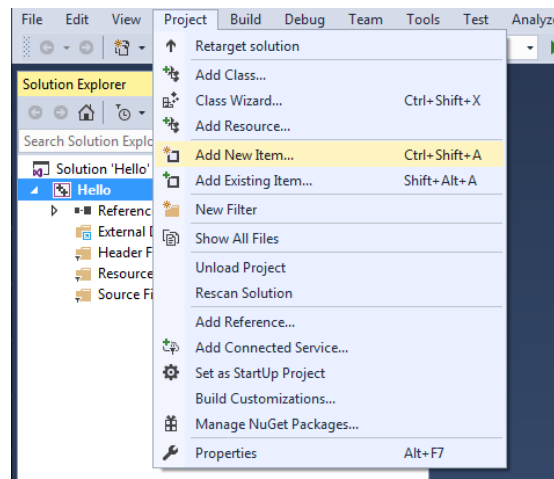 File Edit View Project Build Debug Team Tools Test Analyze
Retarget solution
Solution Explorer
Add Class...
Class Wizard... Ctrl+Shift+X
Add Resource...
Search Solution
Add New Item... Ctrl+Shift+A
Solution 'Hello'
Add Existing Item... Shift+Alt+A
Hello
New Filter
External
Show All Files
Header
Unload Project
Resource
Rescan Solution
Source
Add Reference...
Add Connected Service...
Set as StartUp Project
Build Customizations...
Manage NuGet Packages...
Properties Alt+F7